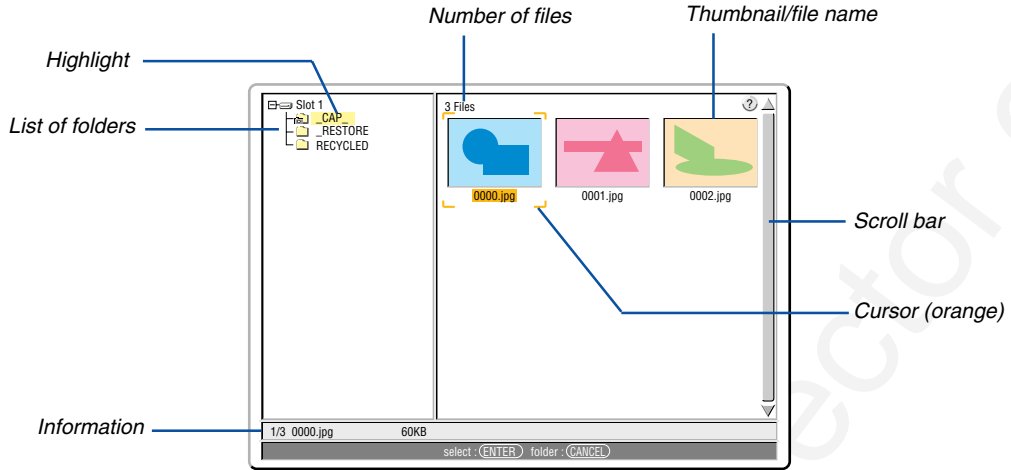 Number of files
Thumbnail/file name
Highlight
List of folders
Slot 1
_CAP_
_RESTORE
RECYCLED
3 Files
?
0000.jpg
0001.jpg
0002.jpg
Scroll bar
Cursor (orange)
Information
1/3 0000.jpg 60KB
select : ENTER folder : CANCEL